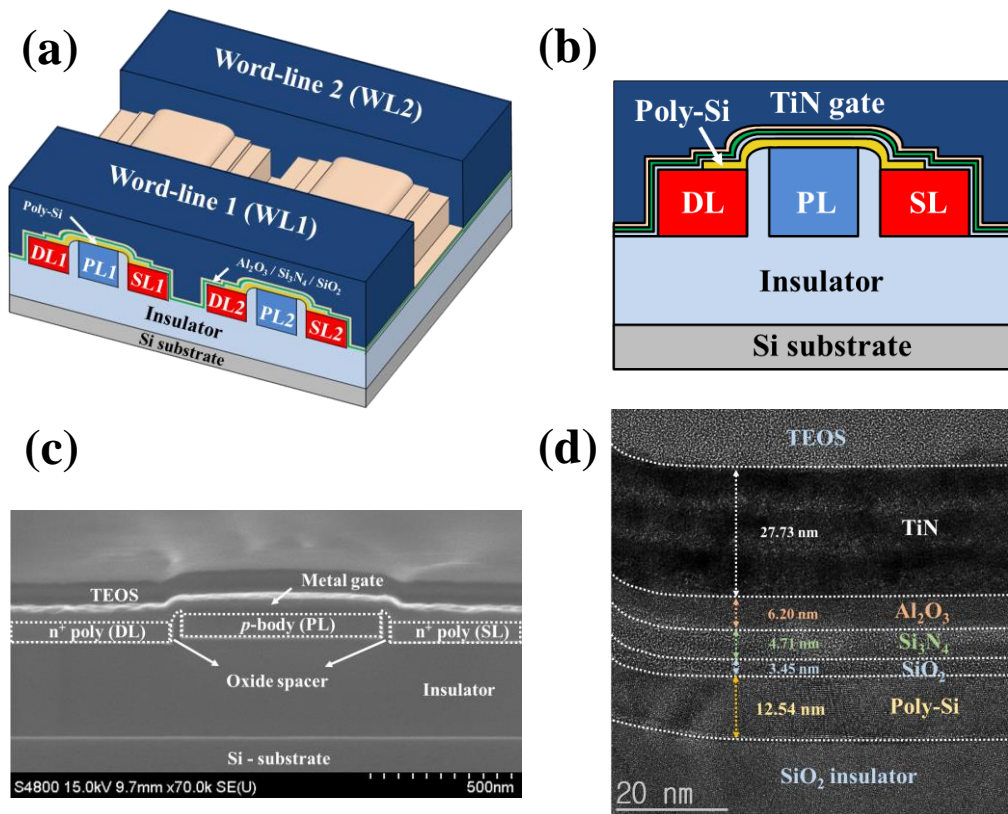 (a)
Word-line 2 (WL2)
Word-line 1 (WL1)
Poly-Si
DL1
PL1
SL1
Al₂O₃ / Si₃N₄ / SiO₂
DL2
PL2
SL2
Insulator
Si substrate
(b)
Poly-Si
TiN gate
DL
PL
SL
Insulator
Si substrate
(c)
Metal gate
TEOS
n⁺ poly (DL)
p-body (PL)
n⁺ poly (SL)
Oxide spacer
Insulator
Si - substrate
S4800 15.0kV 9.7mm x70.0k SE(U)
500nm
(d)
TEOS
27.73 nm
TiN
6.20 nm
Al₂O₃
4.71 nm
Si₃N₄
3.45 nm
SiO₂
12.54 nm
Poly-Si
SiO₂ insulator
20 nm